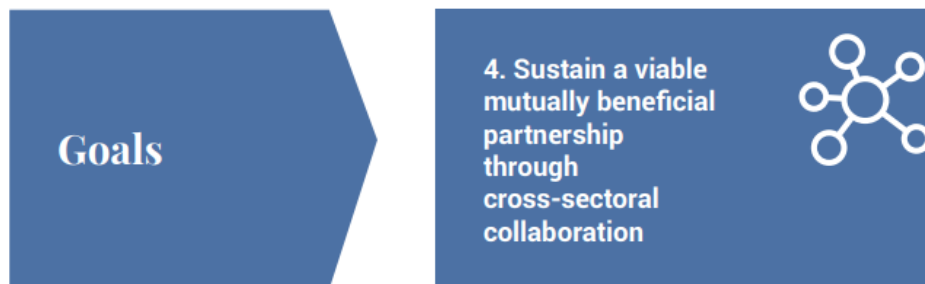 Goals
4. Sustain a viable
mutually beneficial
partnership
through
cross-sectoral
collaboration